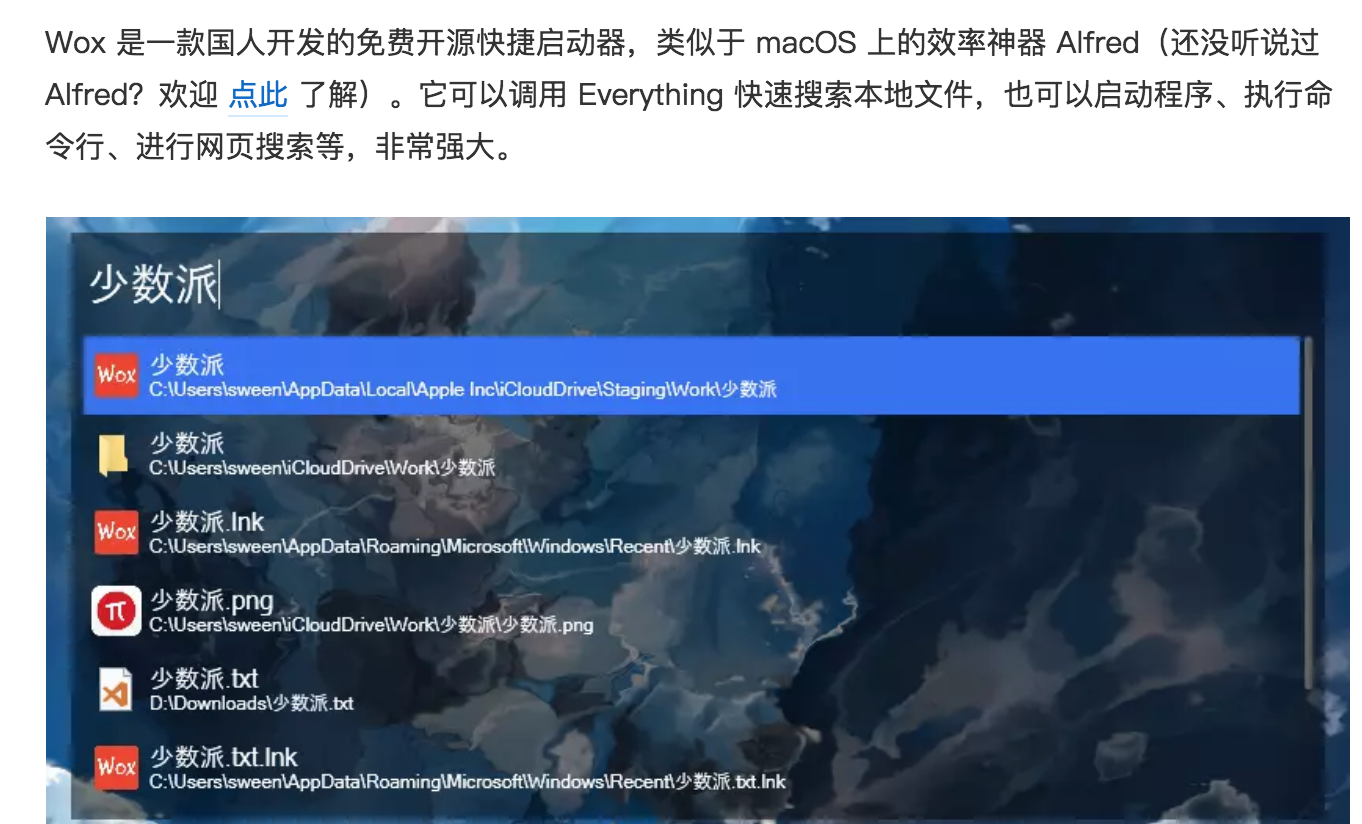 Wox 是一款国人开发的免费开源快捷启动器，类似于 macOS 上的效率神器 Alfred（还没听说过
Alfred？欢迎 点此 了解）。它可以调用 Everything 快速搜索本地文件，也可以启动程序、执行命
令行、进行网页搜索等，非常强大。
少数派
Wox 少数派
C:\Users\sween\AppData\Local\Apple Inc\iCloudDrive\Staging\Work\少数派
少数派
C:\Users\sween\iCloudDrive\Work\少数派
Wox 少数派.lnk
C:\Users\sween\AppData\Roaming\Microsoft\Windows\Recent\少数派.lnk
π 少数派.png
C:\Users\sween\iCloudDrive\Work\少数派\少数派.png
少数派.txt
D:\Downloads\少数派.txt
Wox 少数派.txt.lnk
C:\Users\sween\AppData\Roaming\Microsoft\Windows\Recent\少数派.txt.lnk